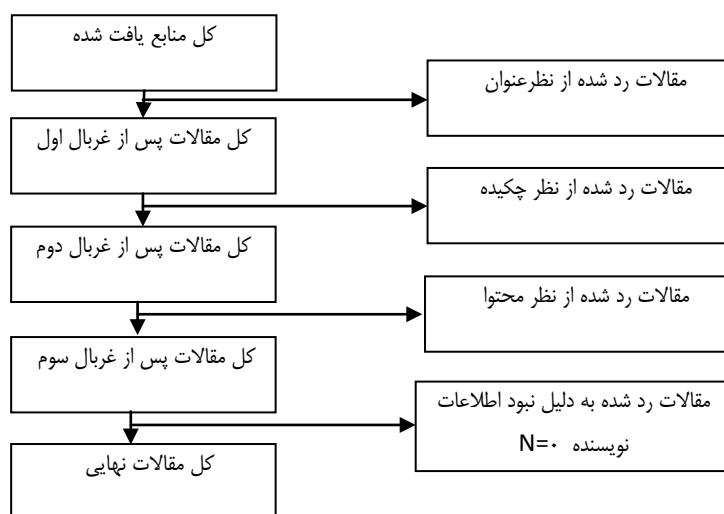 کل منابع یافت شده
مقالات رد شده از نظرعنوان
کل مقالات پس از غربال اول
مقالات رد شده از نظر چکیده
کل مقالات پس از غربال دوم
مقالات رد شده از نظر محتوا
کل مقالات پس از غربال سوم
مقالات رد شده به دلیل نبود اطلاعات
نویسنده N=۰
کل مقالات نهایی